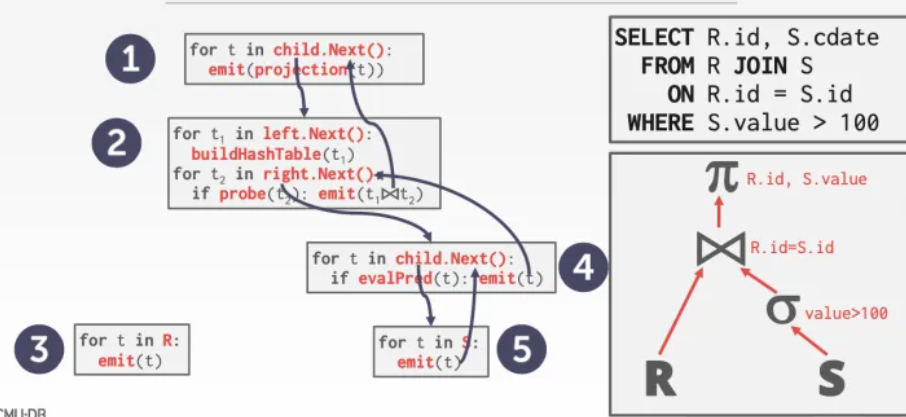 1
for t in child.Next():
emit(projection(t))
2
for t₁ in left.Next():
buildHashTable(t₁)
for t₂ in right.Next()
if probe(t₂): emit(t₁⨝t₂)
for t in child.Next():
if evalPred(t): emit(t)
4
3
for t in R:
emit(t)
for t in S:
emit(t)
5
SELECT R.id, S.cdate
FROM R JOIN S
ON R.id = S.id
WHERE S.value > 100
π R.id, S.value
⨝ R.id=S.id
σ value>100
R
S
CMU·DB